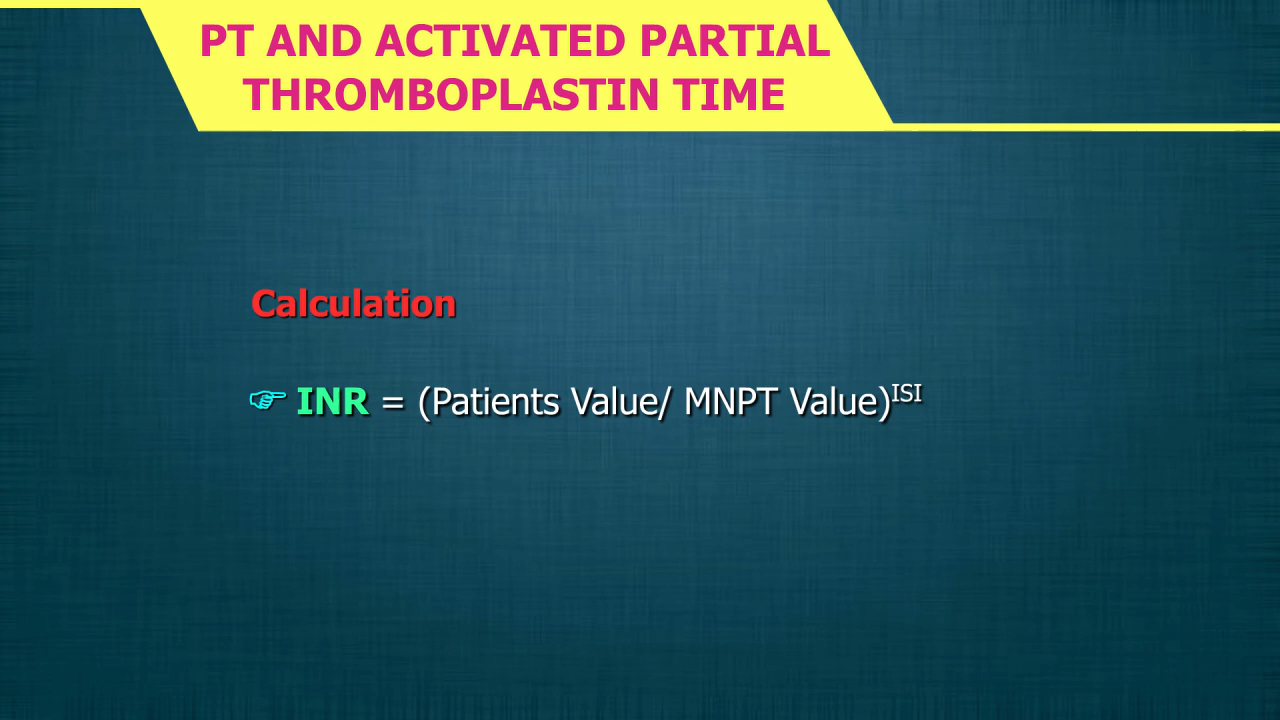 PT AND ACTIVATED PARTIAL
THROMBOPLASTIN TIME
Calculation
☞ INR = (Patients Value/ MNPT Value)^ISI